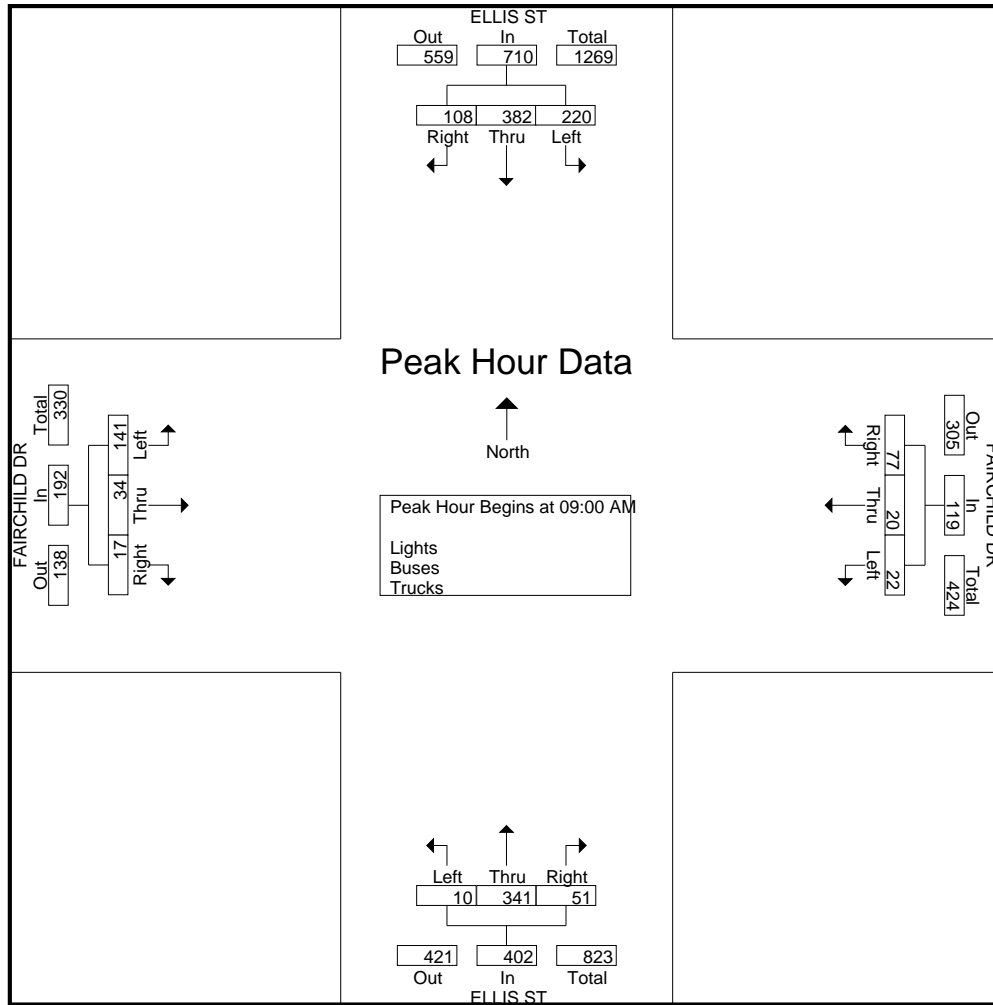 ELLIS ST
Out In Total
559 710 1269
108 382 220
Right Thru Left
Peak Hour Data
North
Peak Hour Begins at 09:00 AM
Lights
Buses
Trucks
FAIRCHILD DR
Total In Out
330 192 138
141 34 17
Left Thru Right
FAIRCHILD DR
Out In Total
305 119 424
77 20 22
Right Thru Left
Left Thru Right
10 341 51
421 402 823
Out In Total
ELLIS ST